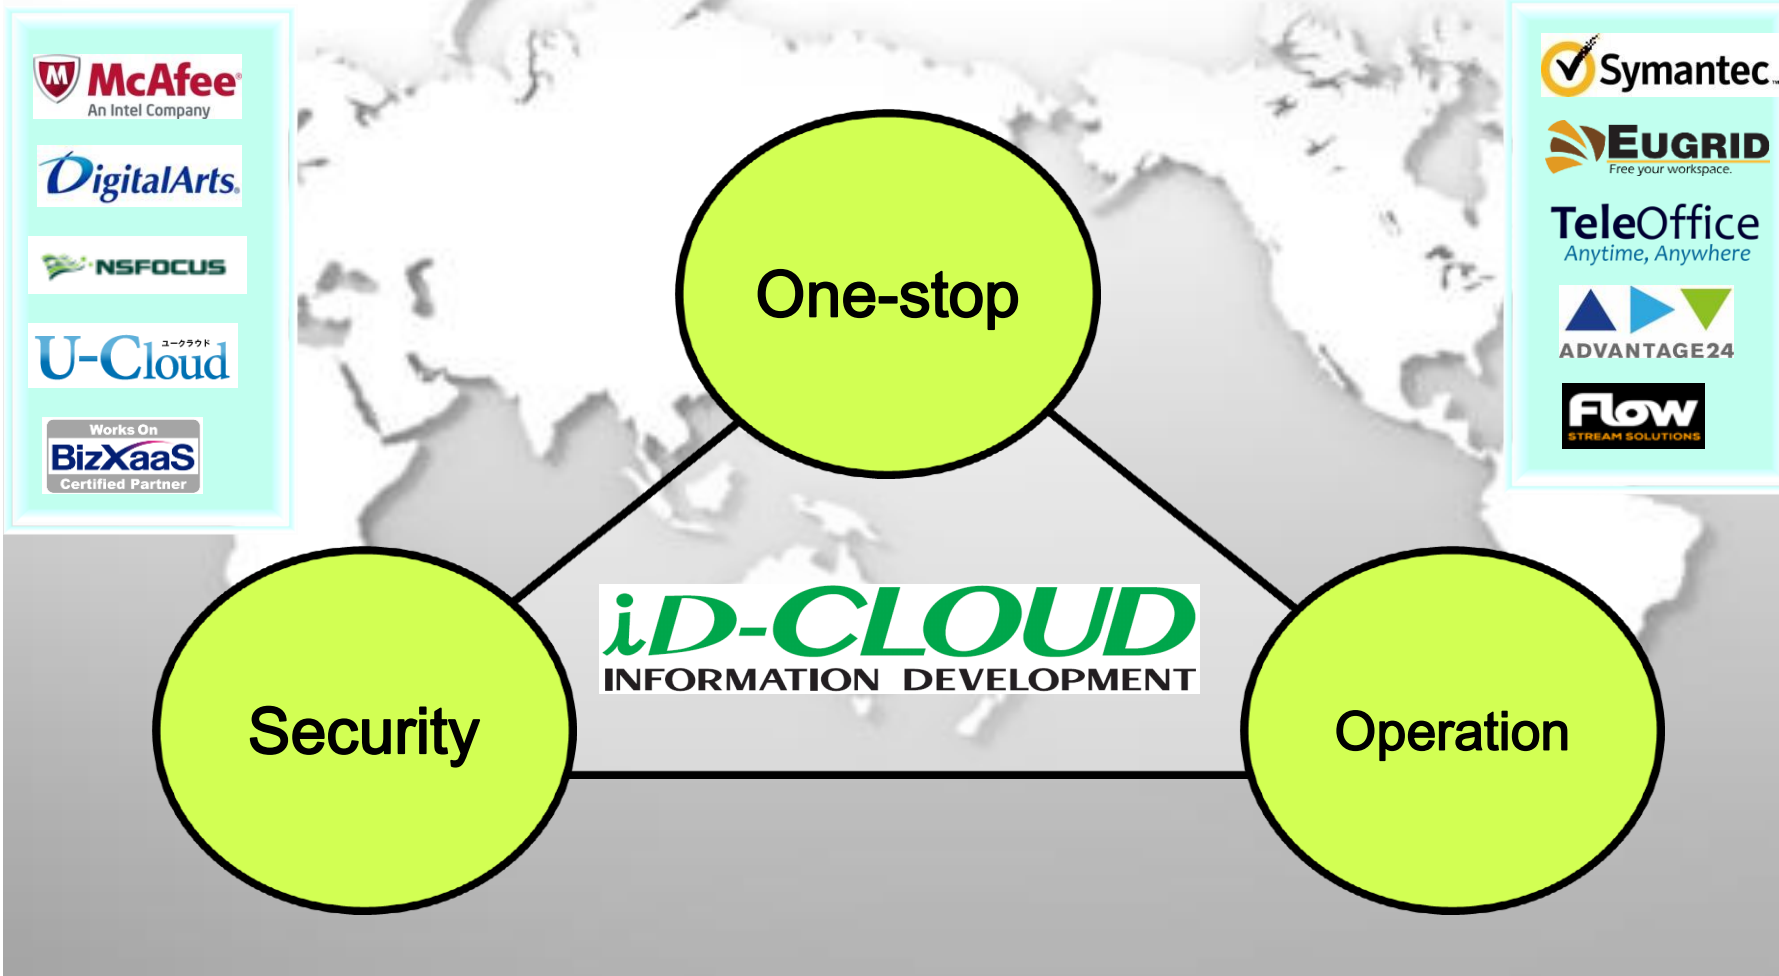 McAfee
An Intel Company
DigitalArts
NSFOCUS
ユークラウド
U-Cloud
Works On
BizXaaS
Certified Partner
One-stop
Security
Operation
iD-CLOUD
INFORMATION DEVELOPMENT
Symantec
EUGRID
Free your workspace.
TeleOffice
Anytime, Anywhere
ADVANTAGE24
FLOW
STREAM SOLUTIONS